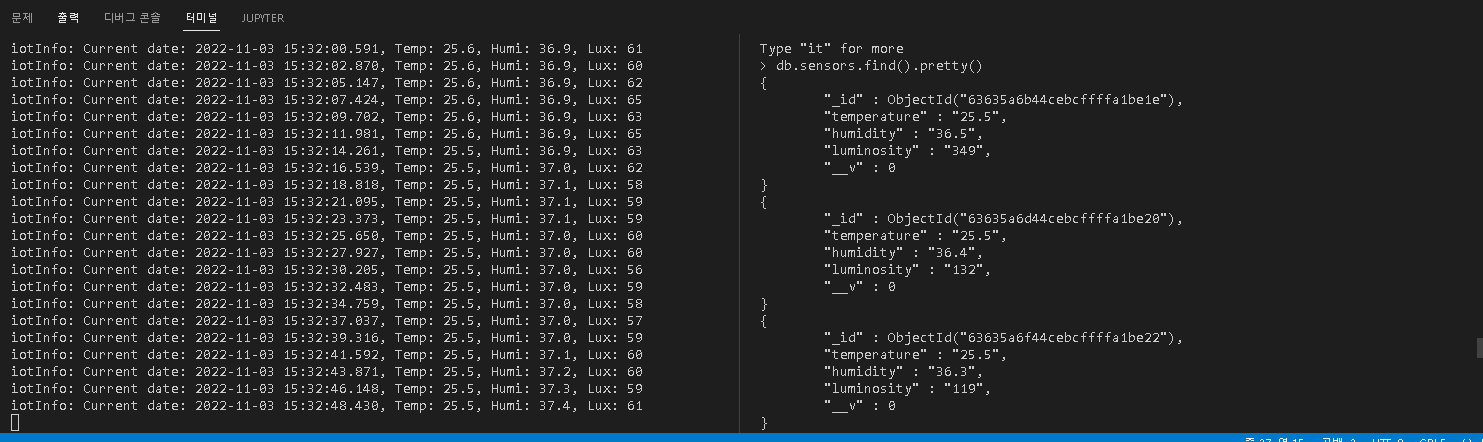 문제 출력 디버그 콘솔 터미널 JUPYTER
iotInfo: Current date: 2022-11-03 15:32:00.591, Temp: 25.6, Humi: 36.9, Lux: 61
iotInfo: Current date: 2022-11-03 15:32:02.870, Temp: 25.6, Humi: 36.9, Lux: 60
iotInfo: Current date: 2022-11-03 15:32:05.147, Temp: 25.6, Humi: 36.9, Lux: 62
iotInfo: Current date: 2022-11-03 15:32:07.424, Temp: 25.6, Humi: 36.9, Lux: 65
iotInfo: Current date: 2022-11-03 15:32:09.702, Temp: 25.6, Humi: 36.9, Lux: 63
iotInfo: Current date: 2022-11-03 15:32:11.981, Temp: 25.6, Humi: 36.9, Lux: 65
iotInfo: Current date: 2022-11-03 15:32:14.261, Temp: 25.5, Humi: 36.9, Lux: 63
iotInfo: Current date: 2022-11-03 15:32:16.539, Temp: 25.5, Humi: 37.0, Lux: 62
iotInfo: Current date: 2022-11-03 15:32:18.818, Temp: 25.5, Humi: 37.1, Lux: 58
iotInfo: Current date: 2022-11-03 15:32:21.095, Temp: 25.5, Humi: 37.1, Lux: 59
iotInfo: Current date: 2022-11-03 15:32:23.373, Temp: 25.5, Humi: 37.1, Lux: 59
iotInfo: Current date: 2022-11-03 15:32:25.650, Temp: 25.5, Humi: 37.0, Lux: 60
iotInfo: Current date: 2022-11-03 15:32:27.927, Temp: 25.5, Humi: 37.0, Lux: 60
iotInfo: Current date: 2022-11-03 15:32:30.205, Temp: 25.5, Humi: 37.0, Lux: 56
iotInfo: Current date: 2022-11-03 15:32:32.483, Temp: 25.5, Humi: 37.0, Lux: 59
iotInfo: Current date: 2022-11-03 15:32:34.759, Temp: 25.5, Humi: 37.0, Lux: 58
iotInfo: Current date: 2022-11-03 15:32:37.037, Temp: 25.5, Humi: 37.0, Lux: 57
iotInfo: Current date: 2022-11-03 15:32:39.316, Temp: 25.5, Humi: 37.0, Lux: 59
iotInfo: Current date: 2022-11-03 15:32:41.592, Temp: 25.5, Humi: 37.1, Lux: 60
iotInfo: Current date: 2022-11-03 15:32:43.871, Temp: 25.5, Humi: 37.2, Lux: 60
iotInfo: Current date: 2022-11-03 15:32:46.148, Temp: 25.5, Humi: 37.3, Lux: 59
iotInfo: Current date: 2022-11-03 15:32:48.430, Temp: 25.5, Humi: 37.4, Lux: 61
Type "it" for more
> db.sensors.find().pretty()
{
"_id" : ObjectId("63635a6b44cebcffffa1be1e"),
"temperature" : "25.5",
"humidity" : "36.5",
"luminosity" : "349",
"__v" : 0
}
{
"_id" : ObjectId("63635a6d44cebcffffa1be20"),
"temperature" : "25.5",
"humidity" : "36.4",
"luminosity" : "132",
"__v" : 0
}
{
"_id" : ObjectId("63635a6f44cebcffffa1be22"),
"temperature" : "25.5",
"humidity" : "36.3",
"luminosity" : "119",
"__v" : 0
}